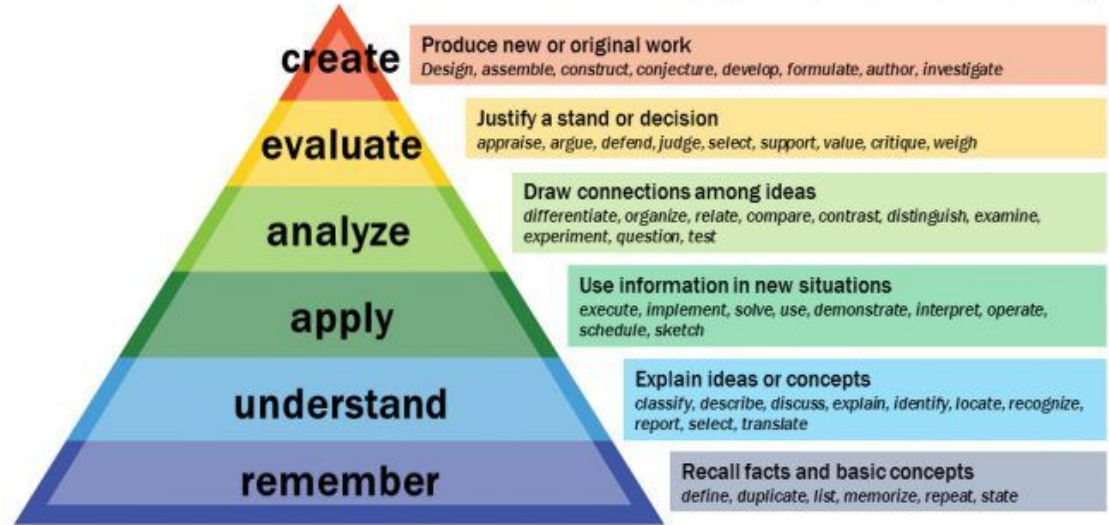 create
Produce new or original work
Design, assemble, construct, conjecture, develop, formulate, author, investigate
evaluate
Justify a stand or decision
appraise, argue, defend, judge, select, support, value, critique, weigh
analyze
Draw connections among ideas
differentiate, organize, relate, compare, contrast, distinguish, examine,
experiment, question, test
apply
Use information in new situations
execute, implement, solve, use, demonstrate, interpret, operate,
schedule, sketch
understand
Explain ideas or concepts
classify, describe, discuss, explain, identify, locate, recognize,
report, select, translate
remember
Recall facts and basic concepts
define, duplicate, list, memorize, repeat, state